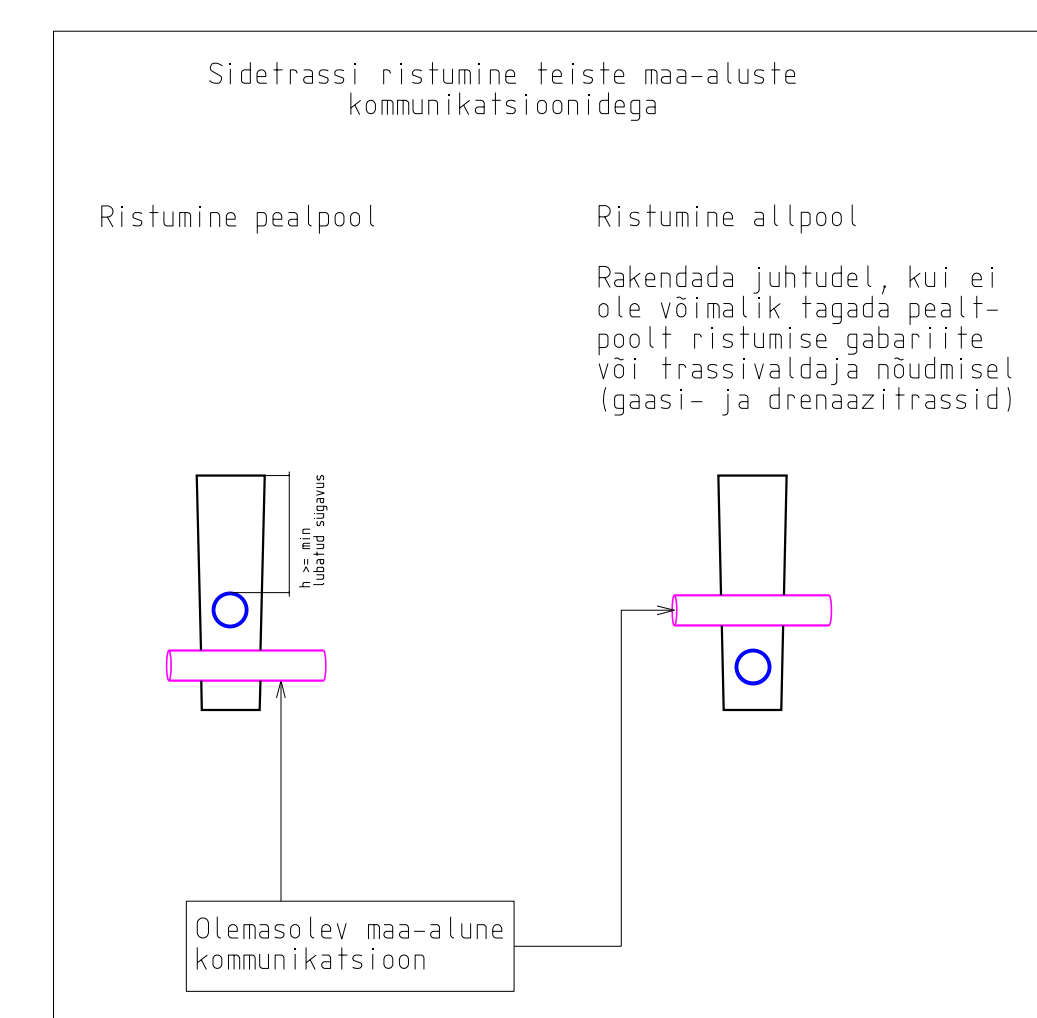 Sidetrassi ristumine teiste maa-aluste
kommunikatsioonidega
Ristumine pealpool
Ristumine allpool
Rakendada juhtudel, kui ei
ole võimalik tagada pealt-
poolt ristumise gabariite
või trassivaldaja nõudmisel
(gaasi- ja drenaazitrassid)
h >= min
lubatud sügavus
Olemasolev maa-alune
kommunikatsioon